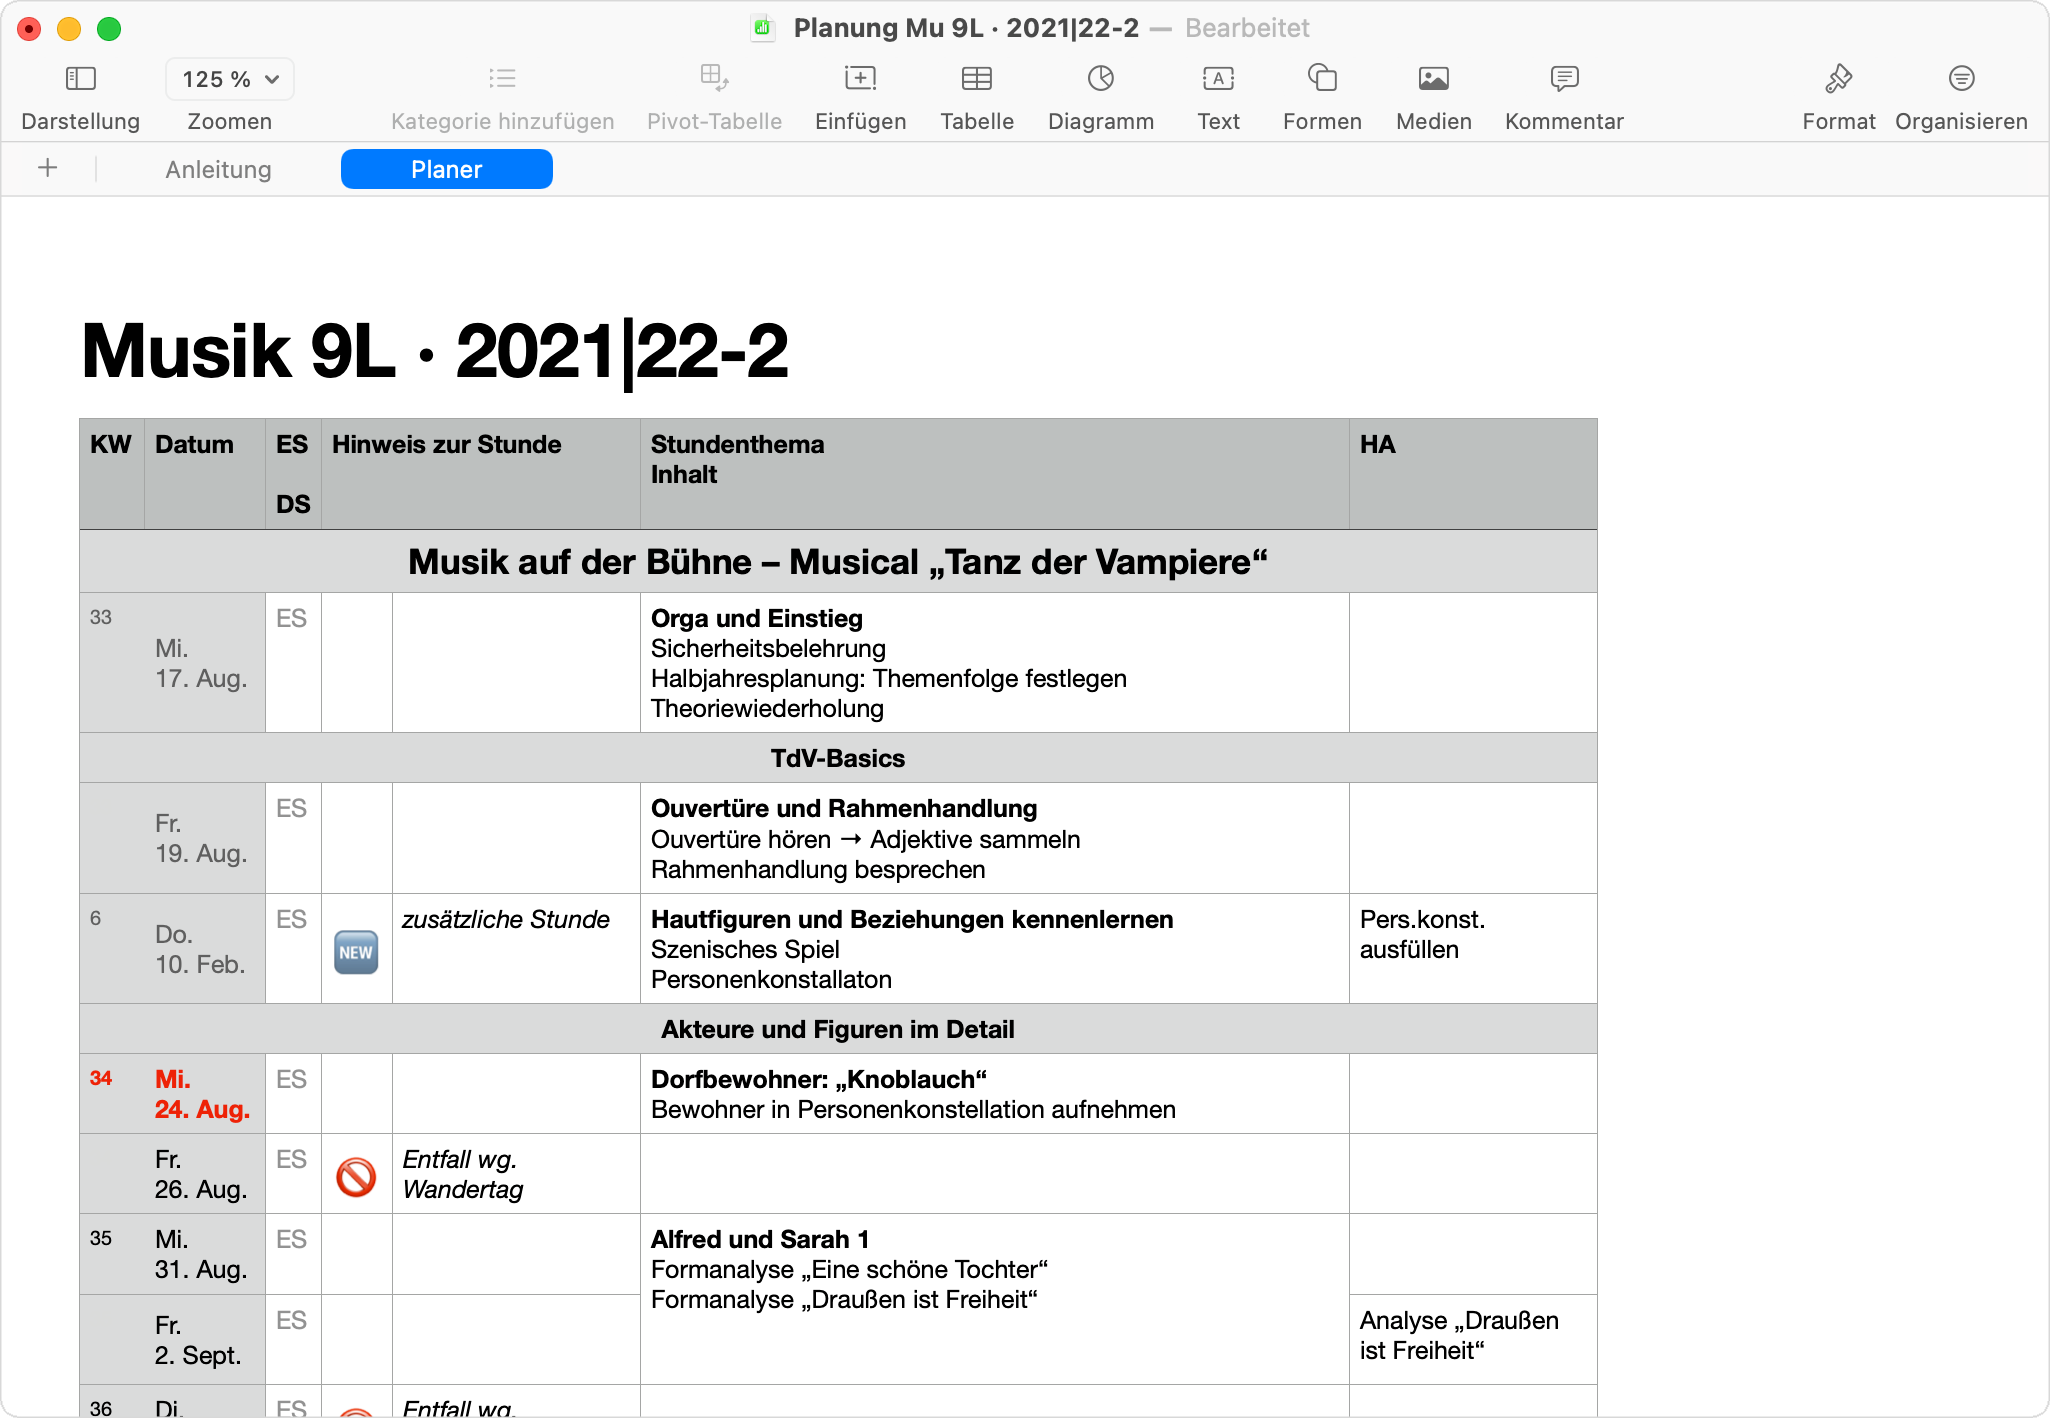 Planung Mu 9L · 2021|22-2 — Bearbeitet
125 %
Darstellung Zoomen Kategorie hinzufügen Pivot-Tabelle Einfügen Tabelle Diagramm Text Formen Medien Kommentar Format Organisieren
+ Anleitung Planer
Musik 9L · 2021|22-2
KW Datum ES Hinweis zur Stunde Stundenthema HA
Inhalt
DS
Musik auf der Bühne – Musical „Tanz der Vampiere“
33 ES Orga und Einstieg
Mi. Sicherheitsbelehrung
17. Aug. Halbjahresplanung: Themenfolge festlegen
Theoriewiederholung
TdV-Basics
ES Ouvertüre und Rahmenhandlung
Fr. Ouvertüre hören → Adjektive sammeln
19. Aug. Rahmenhandlung besprechen
6 ES zusätzliche Stunde Hautfiguren und Beziehungen kennenlernen Pers.konst.
Do. NEW Szenisches Spiel ausfüllen
10. Feb. Personenkonstallaton
Akteure und Figuren im Detail
34 Mi. ES Dorfbewohner: „Knoblauch“
24. Aug. Bewohner in Personenkonstellation aufnehmen
Fr. ES Entfall wg.
26. Aug. Wandertag
35 Mi. ES Alfred und Sarah 1
31. Aug. Formanalyse „Eine schöne Tochter“
Formanalyse „Draußen ist Freiheit“
Fr. ES Analyse „Draußen
2. Sept. ist Freiheit“
36 Di. ES Entfall wg.